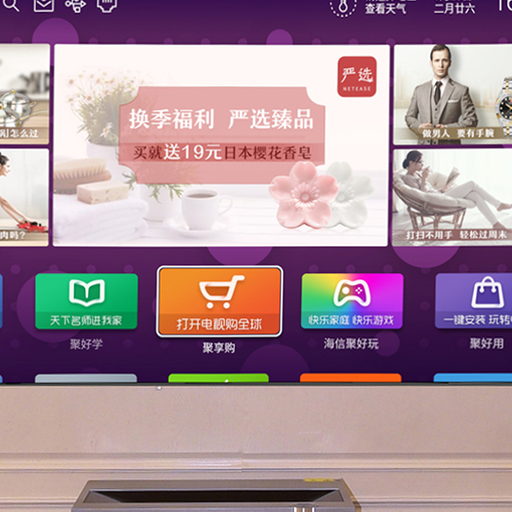 查看天气
二月廿六
16
严选
NETEASE
换季福利 严选臻品
买就送19元日本樱花香皂
怎么过
做男人 要有手腕
肉吗?
打扫不用手 轻松过周末
天下名师进我家
打开电视购全球
快乐家庭 快乐游戏
一键安装 玩转
聚好学
聚享购
海信聚好玩
聚好用